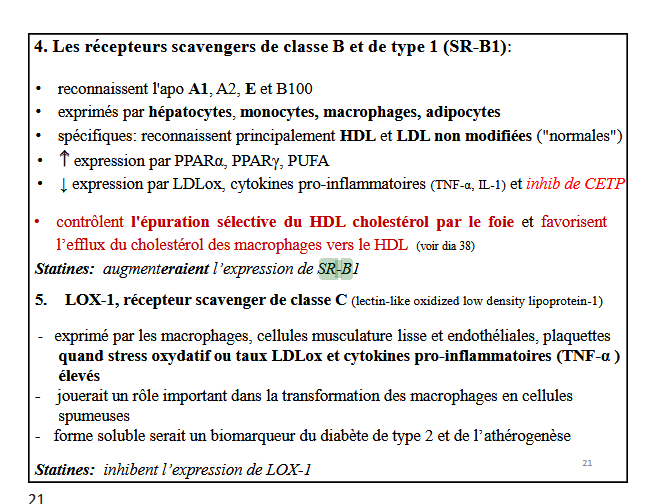 4. Les récepteurs scavengers de classe B et de type 1 (SR-B1):
• reconnaissent l'apo A1, A2, E et B100
• exprimés par hépatocytes, monocytes, macrophages, adipocytes
• spécifiques: reconnaissent principalement HDL et LDL non modifiées ("normales")
• ↑ expression par PPARα, PPARγ, PUFA
• ↓ expression par LDLox, cytokines pro-inflammatoires (TNF-α, IL-1) et inhib de CETP
• contrôlent l'épuration sélective du HDL cholestérol par le foie et favorisent
l’efflux du cholestérol des macrophages vers le HDL (voir dia 38)
Statines: augmenteraient l’expression de SR-B1
5. LOX-1, récepteur scavenger de classe C (lectin-like oxidized low density lipoprotein-1)
- exprimé par les macrophages, cellules musculature lisse et endothéliales, plaquettes
quand stress oxydatif ou taux LDLox et cytokines pro-inflammatoires (TNF-α )
élevés
- jouerait un rôle important dans la transformation des macrophages en cellules
spumeuses
- forme soluble serait un biomarqueur du diabète de type 2 et de l’athérogenèse
21
Statines: inhibent l’expression de LOX-1
21